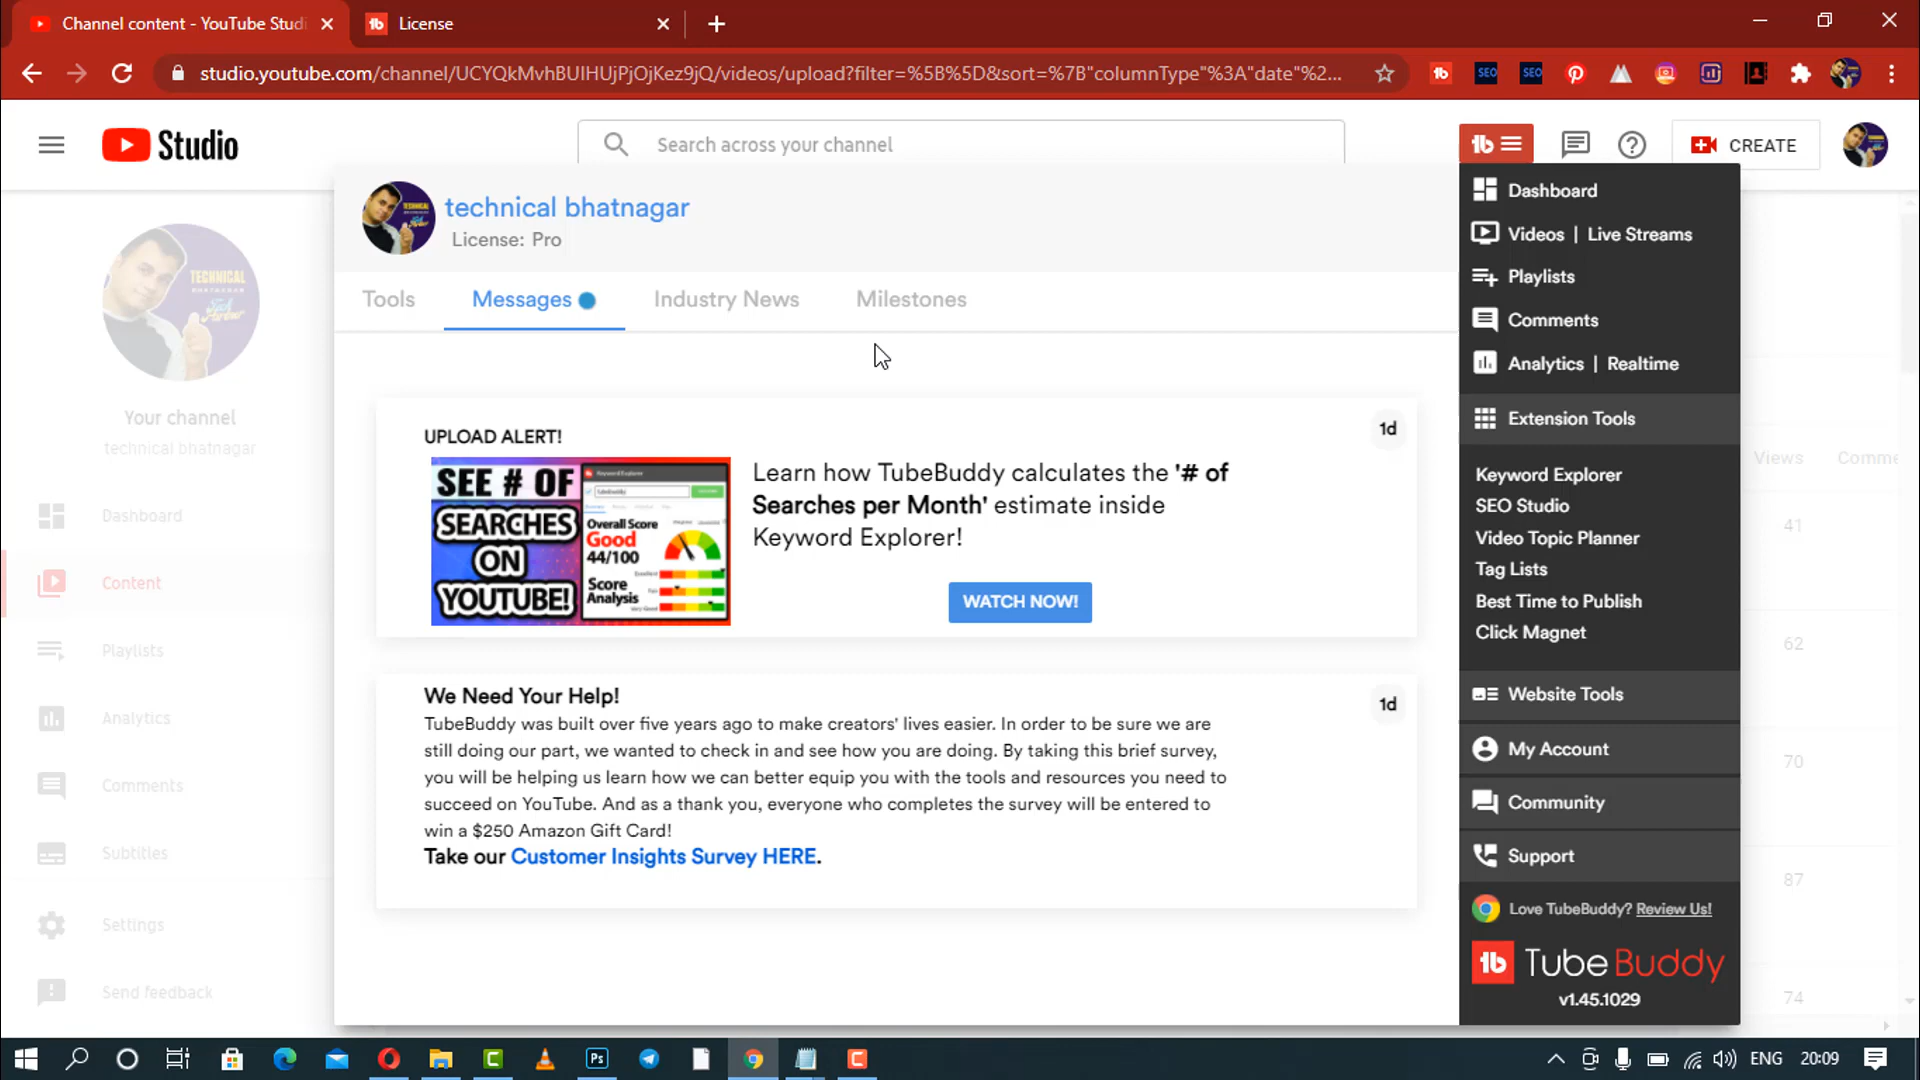 Channel content - YouTube Studi
License
studio.youtube.com/channel/UCYQkMvhBUIHUjPjOjKez9jQ/videos/upload?filter=%5B%5D&sort=%7B"columnType"%3A"date"%2...
SEO
SEO
Studio
Search across your channel
CREATE
technical bhatnagar
License: Pro
Tools
Messages
Industry News
Milestones
TECHNICAL
BHATNAGAR
Your channel
technical bhatnagar
Dashboard
Content
Playlists
Analytics
Comments
Subtitles
Settings
Send feedback
UPLOAD ALERT!
1d
SEE # OF
SEARCHES
ON
YOUTUBE!
Keyword Explorer
tubebuddy
Overall Score
Good
44/100
Score
Analysis
Learn how TubeBuddy calculates the '# of
Searches per Month' estimate inside
Keyword Explorer!
WATCH NOW!
We Need Your Help!
1d
TubeBuddy was built over five years ago to make creators' lives easier. In order to be sure we are
still doing our part, we wanted to check in and see how you are doing. By taking this brief survey,
you will be helping us learn how we can better equip you with the tools and resources you need to
succeed on YouTube. And as a thank you, everyone who completes the survey will be entered to
win a $250 Amazon Gift Card!
Take our Customer Insights Survey HERE.
Dashboard
Videos | Live Streams
Playlists
Comments
Analytics | Realtime
Extension Tools
Keyword Explorer
SEO Studio
Video Topic Planner
Tag Lists
Best Time to Publish
Click Magnet
Website Tools
My Account
Community
Support
Love TubeBuddy? Review Us!
TubeBuddy
v1.45.1029
Views
Comme
41
62
70
87
74
Ps
ENG
20:09